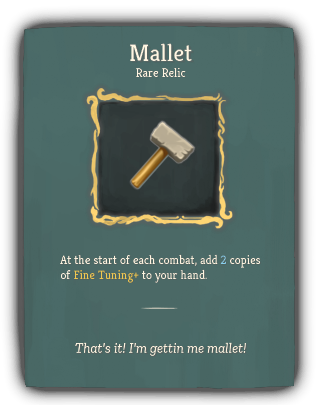 Mallet
Rare Relic
At the start of each combat, add 2 copies
of Fine Tuning+ to your hand.
That's it! I'm gettin me mallet!